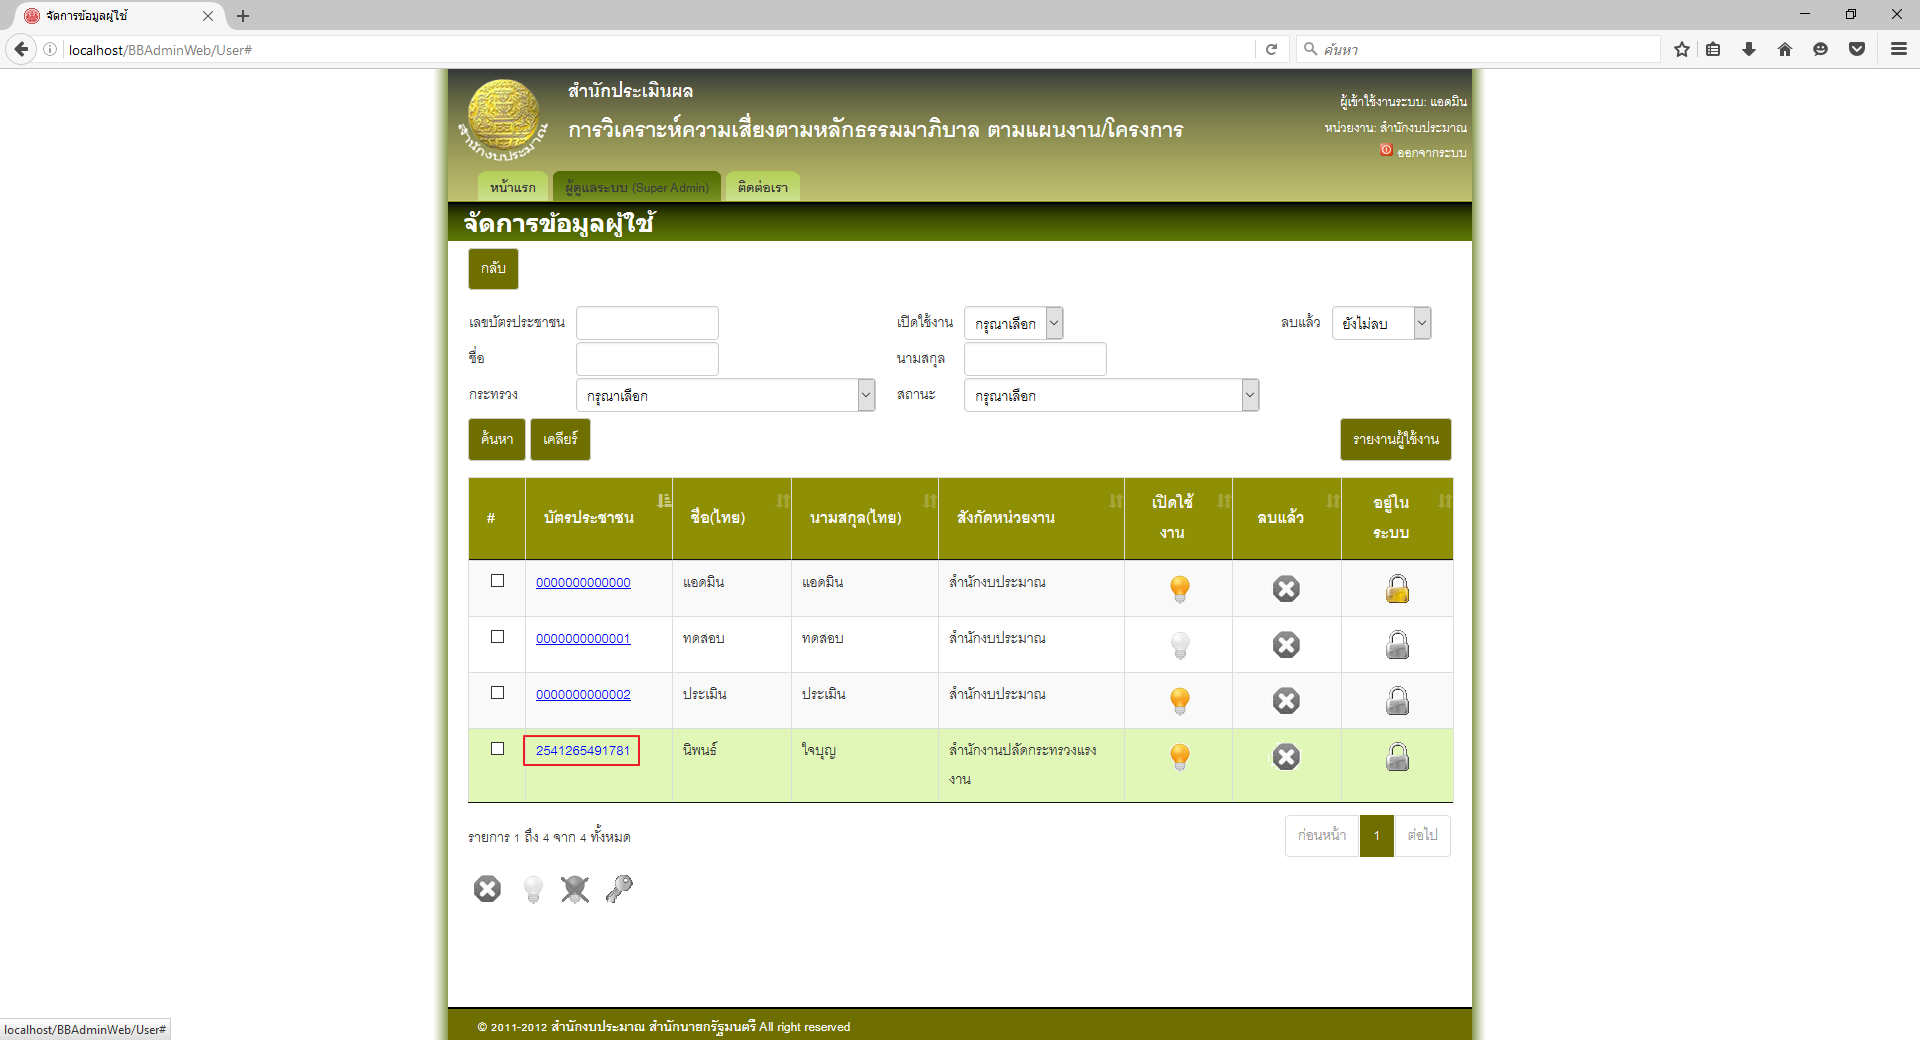 จัดการข้อมูลผู้ใช้
localhost/BBAdminWeb/User#
ค้นหา
สำนักงบประมาณ
สำนักประเมินผล
การวิเคราะห์ความเสี่ยงตามหลักธรรมมาภิบาล ตามแผนงาน/โครงการ
ผู้เข้าใช้งานระบบ: แอดมิน
หน่วยงาน: สำนักงบประมาณ
ออกจากระบบ
หน้าแรก ผู้ดูแลระบบ (Super Admin) ติดต่อเรา
จัดการข้อมูลผู้ใช้
กลับ
เลขบัตรประชาชน เปิดใช้งาน กรุณาเลือก ลบแล้ว ยังไม่ลบ
ชื่อ นามสกุล
กระทรวง กรุณาเลือก สถานะ กรุณาเลือก
ค้นหา เคลียร์ รายงานผู้ใช้งาน
# บัตรประชาชน ชื่อ(ไทย) นามสกุล(ไทย) สังกัดหน่วยงาน เปิดใช้งาน ลบแล้ว อยู่ในระบบ
0000000000000 แอดมิน แอดมิน สำนักงบประมาณ
0000000000001 ทดสอบ ทดสอบ สำนักงบประมาณ
0000000000002 ประเมิน ประเมิน สำนักงบประมาณ
2541265491781 นิพนธ์ ใจบุญ สำนักงานปลัดกระทรวงแรงงาน
รายการ 1 ถึง 4 จาก 4 ทั้งหมด ก่อนหน้า 1 ต่อไป
© 2011-2012 สำนักงบประมาณ สำนักนายกรัฐมนตรี All right reserved
localhost/BBAdminWeb/User#